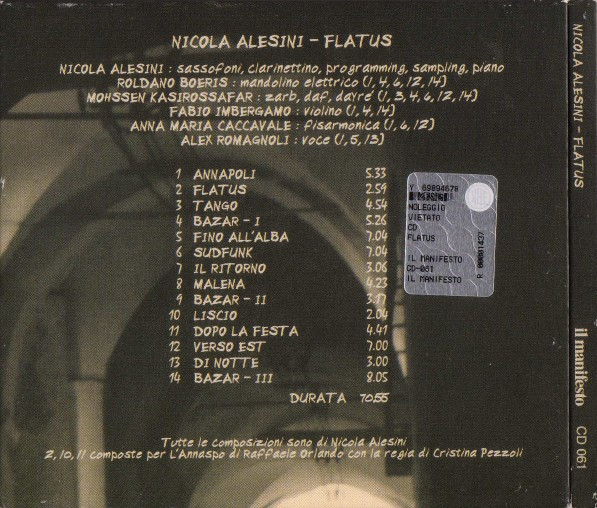 NICOLA ALESINI - FLATUS
NICOLA ALESINI : sassofoni, clarinettino, programming, sampling, piano
ROLDANO BOERIS : mandolino elettrico (1, 4, 6, 12, 14)
MOHSSEN KASIROSSAFAR : zarb, daf, dayré (1, 3, 4, 6, 12, 14)
FABIO IMBERGAMO : violino (1, 4, 14)
ANNA MARIA CACCAVALE : fisarmonica (1, 6, 12)
ALEX ROMAGNOLI : voce (1, 5, 13)
1 ANNAPOLI 5.33
2 FLATUS 2.59
3 TANGO 4.54
4 BAZAR - I 5.26
5 FINO ALL'ALBA 7.04
6 SUDFUNK 7.04
7 IL RITORNO 3.06
8 MALENA 4.23
9 BAZAR - II 3.17
10 LISCIO 2.04
11 DOPO LA FESTA 4.41
12 VERSO EST 7.00
13 DI NOTTE 3.00
14 BAZAR - III 8.05
DURATA 70.55
Tutte le composizioni sono di Nicola Alesini
2, 10, 11 composte per L'Annaspo di Raffaele Orlando con la regia di Cristina Pezzoli
Y 69894678
NOLEGGIO
VIETATO
CD
FLATUS
IL MANIFESTO
CD-061
IL MANIFESTO
R 00001437
NICOLA ALESINI - FLATUS
il manifesto
CD 061